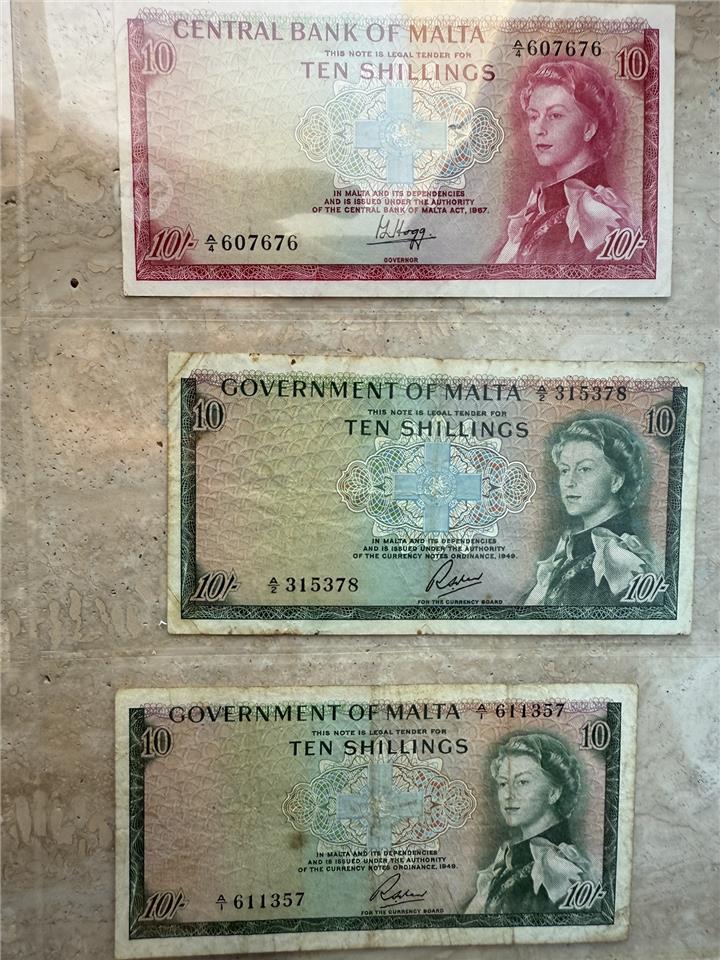 CENTRAL BANK OF MALTA
A/4 607676
10
THIS NOTE IS LEGAL TENDER FOR
10
TEN SHILLINGS
IN MALTA AND ITS DEPENDENCIES
AND IS ISSUED UNDER THE AUTHORITY
OF THE CENTRAL BANK OF MALTA ACT, 1967.
10/- A/4 607676
GOVERNOR
10/-
GOVERNMENT OF MALTA A/2 315378
10
THIS NOTE IS LEGAL TENDER FOR
10
TEN SHILLINGS
IN MALTA AND ITS DEPENDENCIES
AND IS ISSUED UNDER THE AUTHORITY
OF THE CURRENCY NOTES ORDINANCE, 1949.
10/- A/2 315378
FOR THE CURRENCY BOARD
10/-
GOVERNMENT OF MALTA A/1 611357
10
THIS NOTE IS LEGAL TENDER FOR
10
TEN SHILLINGS
IN MALTA AND ITS DEPENDENCIES
AND IS ISSUED UNDER THE AUTHORITY
OF THE CURRENCY NOTES ORDINANCE, 1949.
10/- A/1 611357
FOR THE CURRENCY BOARD
10/-